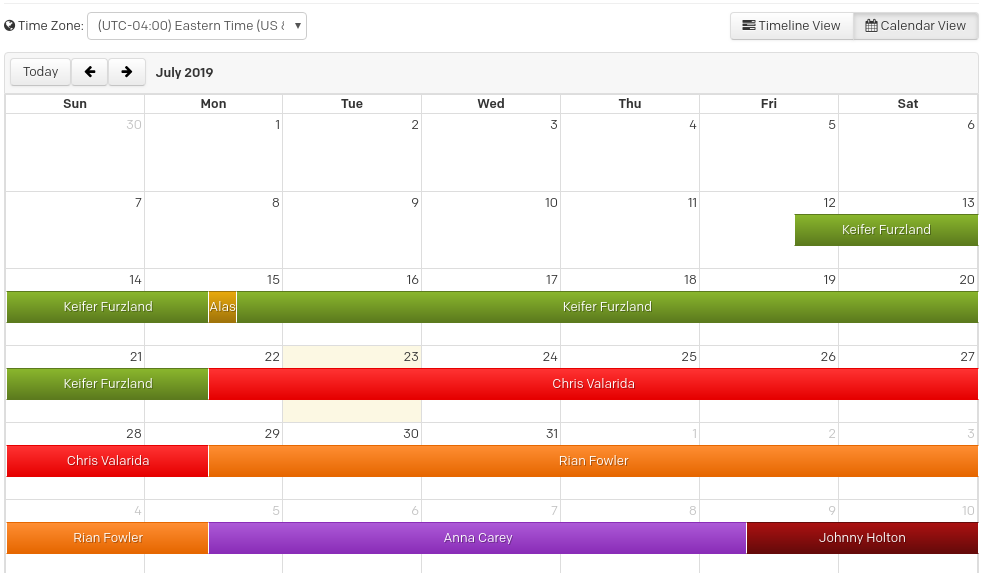 Time Zone: (UTC-04:00) Eastern Time (US & Timeline View Calendar View
Today July 2019
Sun Mon Tue Wed Thu Fri Sat
30 1 2 3 4 5 6
7 8 9 10 11 12 13
Keifer Furzland
14 15 16 17 18 19 20
Keifer Furzland Alas Keifer Furzland
21 22 23 24 25 26 27
Keifer Furzland Chris Valarida
28 29 30 31 1 2 3
Chris Valarida Rian Fowler
4 5 6 7 8 9 10
Rian Fowler Anna Carey Johnny Holton